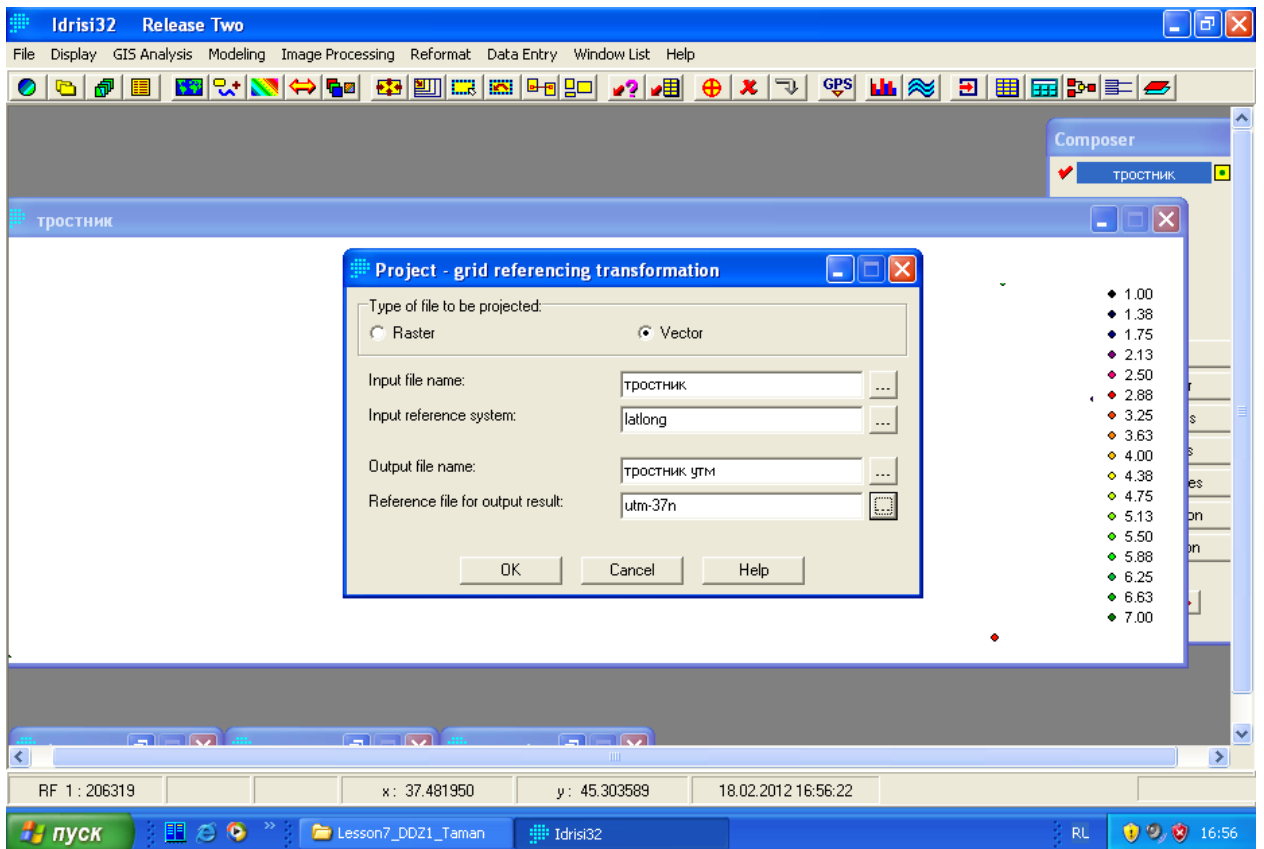 Idrisi32 Release Two
File Display GIS Analysis Modeling Image Processing Reformat Data Entry Window List Help
GPS
Composer
тростник
тростник
Project - grid referencing transformation
Type of file to be projected:
Raster
Vector
Input file name:
тростник
...
Input reference system:
latlong
...
Output file name:
тростник утм
...
Reference file for output result:
utm-37n
...
OK
Cancel
Help
1.00
1.38
1.75
2.13
2.50
2.88
3.25
3.63
4.00
4.38
4.75
5.13
5.50
5.88
6.25
6.63
7.00
RF 1 : 206319
x : 37.481950
y : 45.303589
18.02.2012 16:56:22
пуск
Lesson7_DDZ1_Taman
Idrisi32
RL
16:56